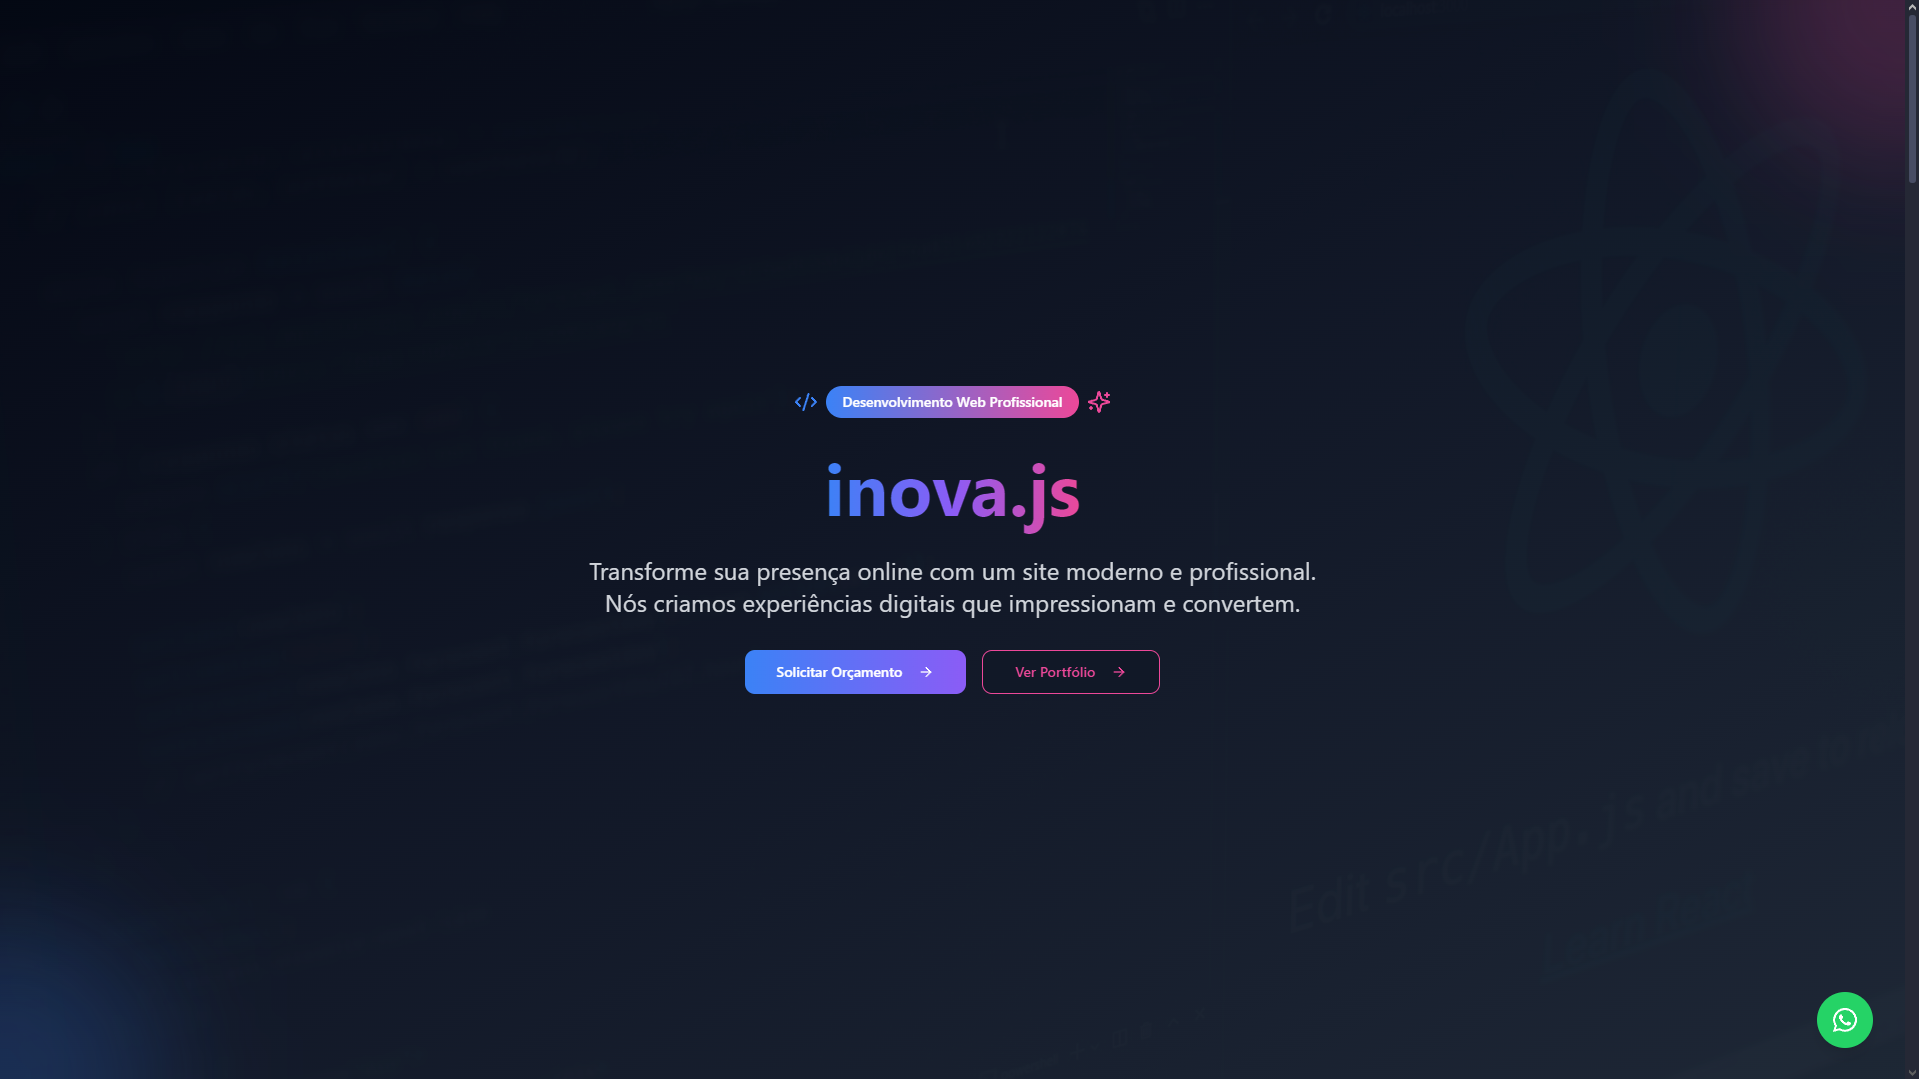 Desenvolvimento Web Profissional
inova.js
Transforme sua presença online com um site moderno e profissional.
Nós criamos experiências digitais que impressionam e convertem.
Solicitar Orçamento
Ver Portfólio
Edit src/App.js and save to
Learn